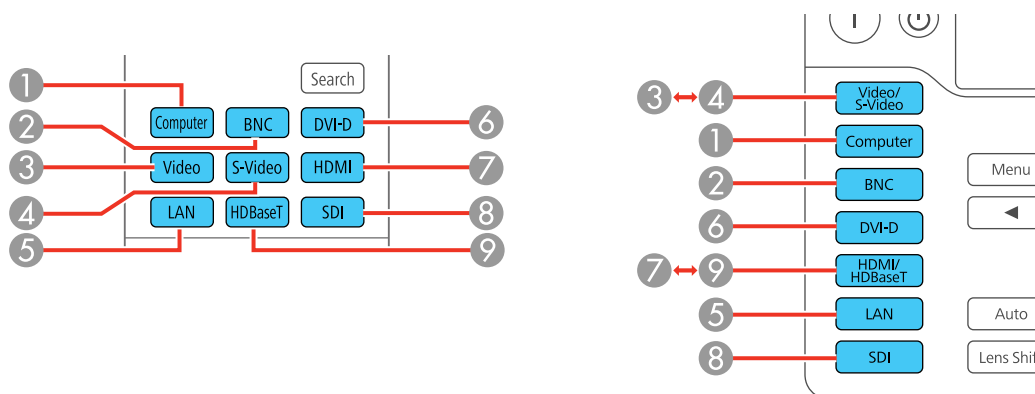 Search
1
Computer BNC DVI-D 6
2
3 Video S-Video HDMI 7
4
LAN HDBaseT SDI 8
5 9
3 4 Video/
S-Video
1 Computer
2 BNC
6 DVI-D
7 9 HDMI/
HDBaseT
5 LAN
8 SDI
Menu
Auto
Lens Shif